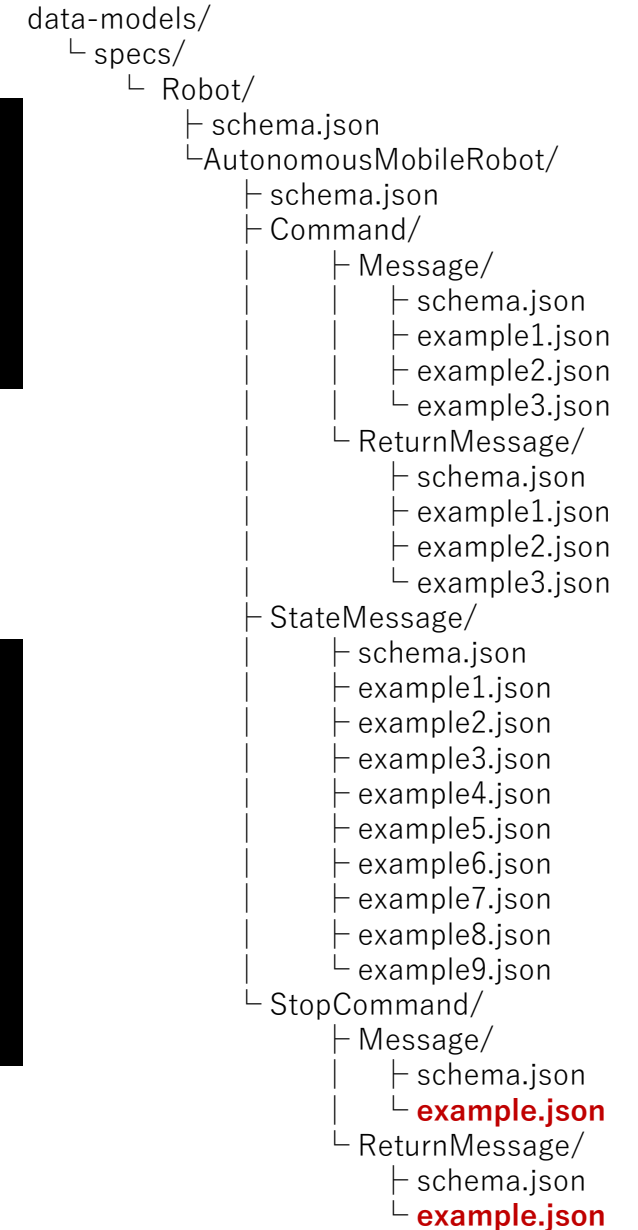 data-models/
└ specs/
└ Robot/
├ schema.json
└AutonomousMobileRobot/
├ schema.json
├ Command/
│ ├ Message/
│ │ ├ schema.json
│ │ ├ example1.json
│ │ ├ example2.json
│ │ └ example3.json
│ └ ReturnMessage/
│ ├ schema.json
│ ├ example1.json
│ ├ example2.json
│ └ example3.json
├ StateMessage/
│ ├ schema.json
│ ├ example1.json
│ ├ example2.json
│ ├ example3.json
│ ├ example4.json
│ ├ example5.json
│ ├ example6.json
│ ├ example7.json
│ ├ example8.json
│ └ example9.json
└ StopCommand/
├ Message/
│ ├ schema.json
│ └ example.json
└ ReturnMessage/
├ schema.json
└ example.json